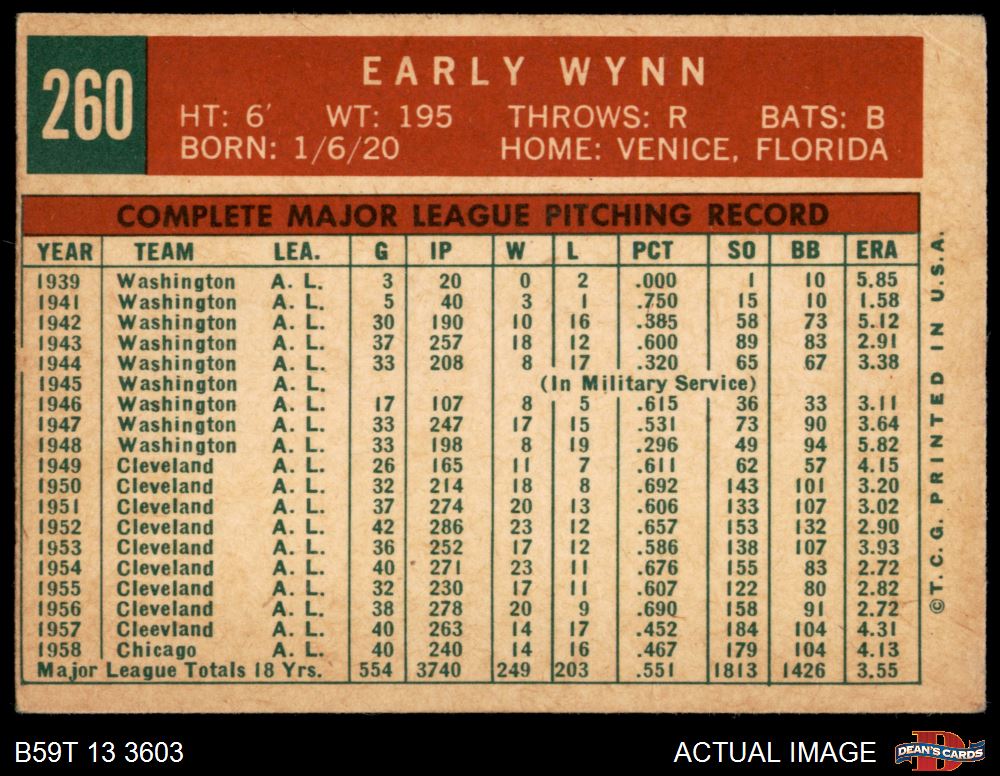 260
EARLY WYNN
HT: 6' WT: 195 THROWS: R BATS: B
BORN: 1/6/20 HOME: VENICE, FLORIDA
COMPLETE MAJOR LEAGUE PITCHING RECORD
YEAR TEAM LEA. G IP W L PCT SO BB ERA
1939 Washington A. L. 3 20 0 2 .000 1 10 5.85
1941 Washington A. L. 5 40 3 1 .750 15 10 1.58
1942 Washington A. L. 30 190 10 16 .385 58 73 5.12
1943 Washington A. L. 37 257 18 12 .600 89 83 2.91
1944 Washington A. L. 33 208 8 17 .320 65 67 3.38
1945 Washington A. L. (In Military Service)
1946 Washington A. L. 17 107 8 5 .615 36 33 3.11
1947 Washington A. L. 33 247 17 15 .531 73 90 3.64
1948 Washington A. L. 33 198 8 19 .296 49 94 5.82
1949 Cleveland A. L. 26 165 11 7 .611 62 57 4.15
1950 Cleveland A. L. 32 214 18 8 .692 143 101 3.20
1951 Cleveland A. L. 37 274 20 13 .606 133 107 3.02
1952 Cleveland A. L. 42 286 23 12 .657 153 132 2.90
1953 Cleveland A. L. 36 252 17 12 .586 138 107 3.93
1954 Cleveland A. L. 40 271 23 11 .676 155 83 2.72
1955 Cleveland A. L. 32 230 17 11 .607 122 80 2.82
1956 Cleveland A. L. 38 278 20 9 .690 158 91 2.72
1957 Cleevland A. L. 40 263 14 17 .452 184 104 4.31
1958 Chicago A. L. 40 240 14 16 .467 179 104 4.13
Major League Totals 18 Yrs. 554 3740 249 203 .551 1813 1426 3.55
©T. C. G. PRINTED IN U.S.A.
B59T 13 3603
ACTUAL IMAGE
D
DEAN'S CARDS